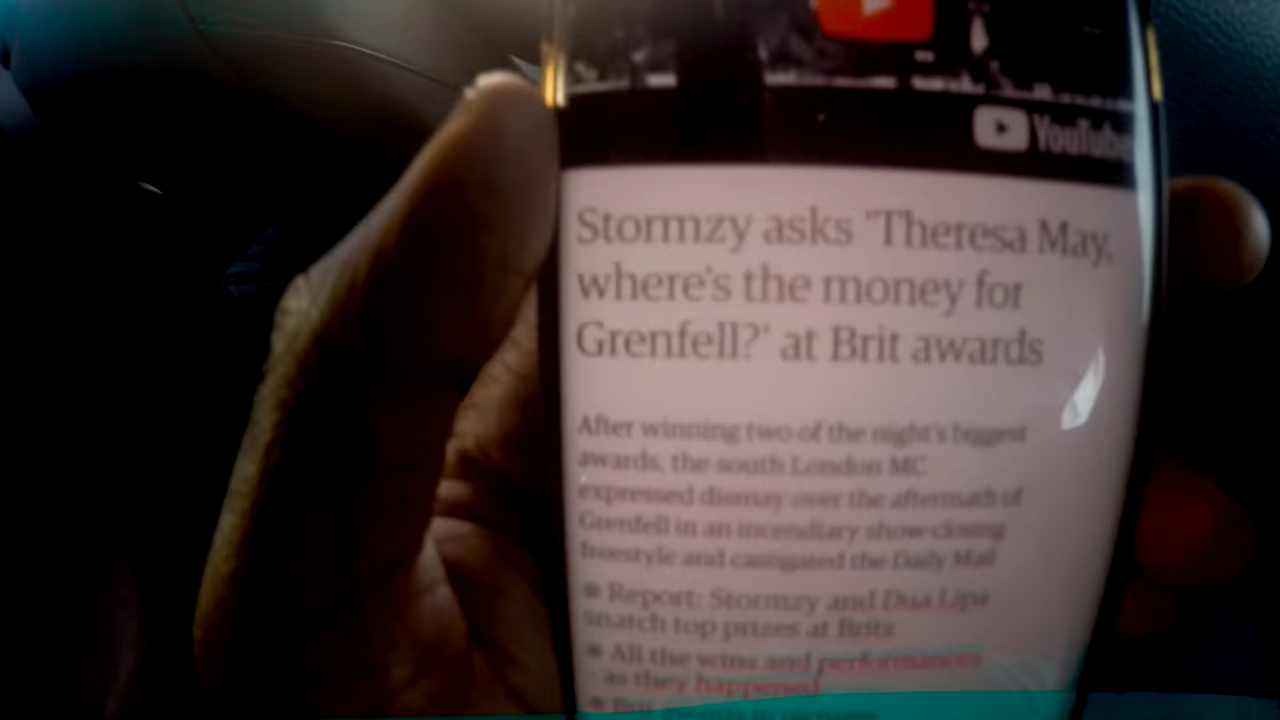 YouTube
Stormzy asks 'Theresa May,
where's the money for
Grenfell?' at Brit awards
After winning two of the night's biggest
awards, the south London MC
expressed dismay over the aftermath of
Grenfell in an incendiary show-closing
freestyle and castigated the Daily Mail
Report: Stormzy and Dua Lipa
snatch top prizes at Brits
All the wins and performances
as they happened